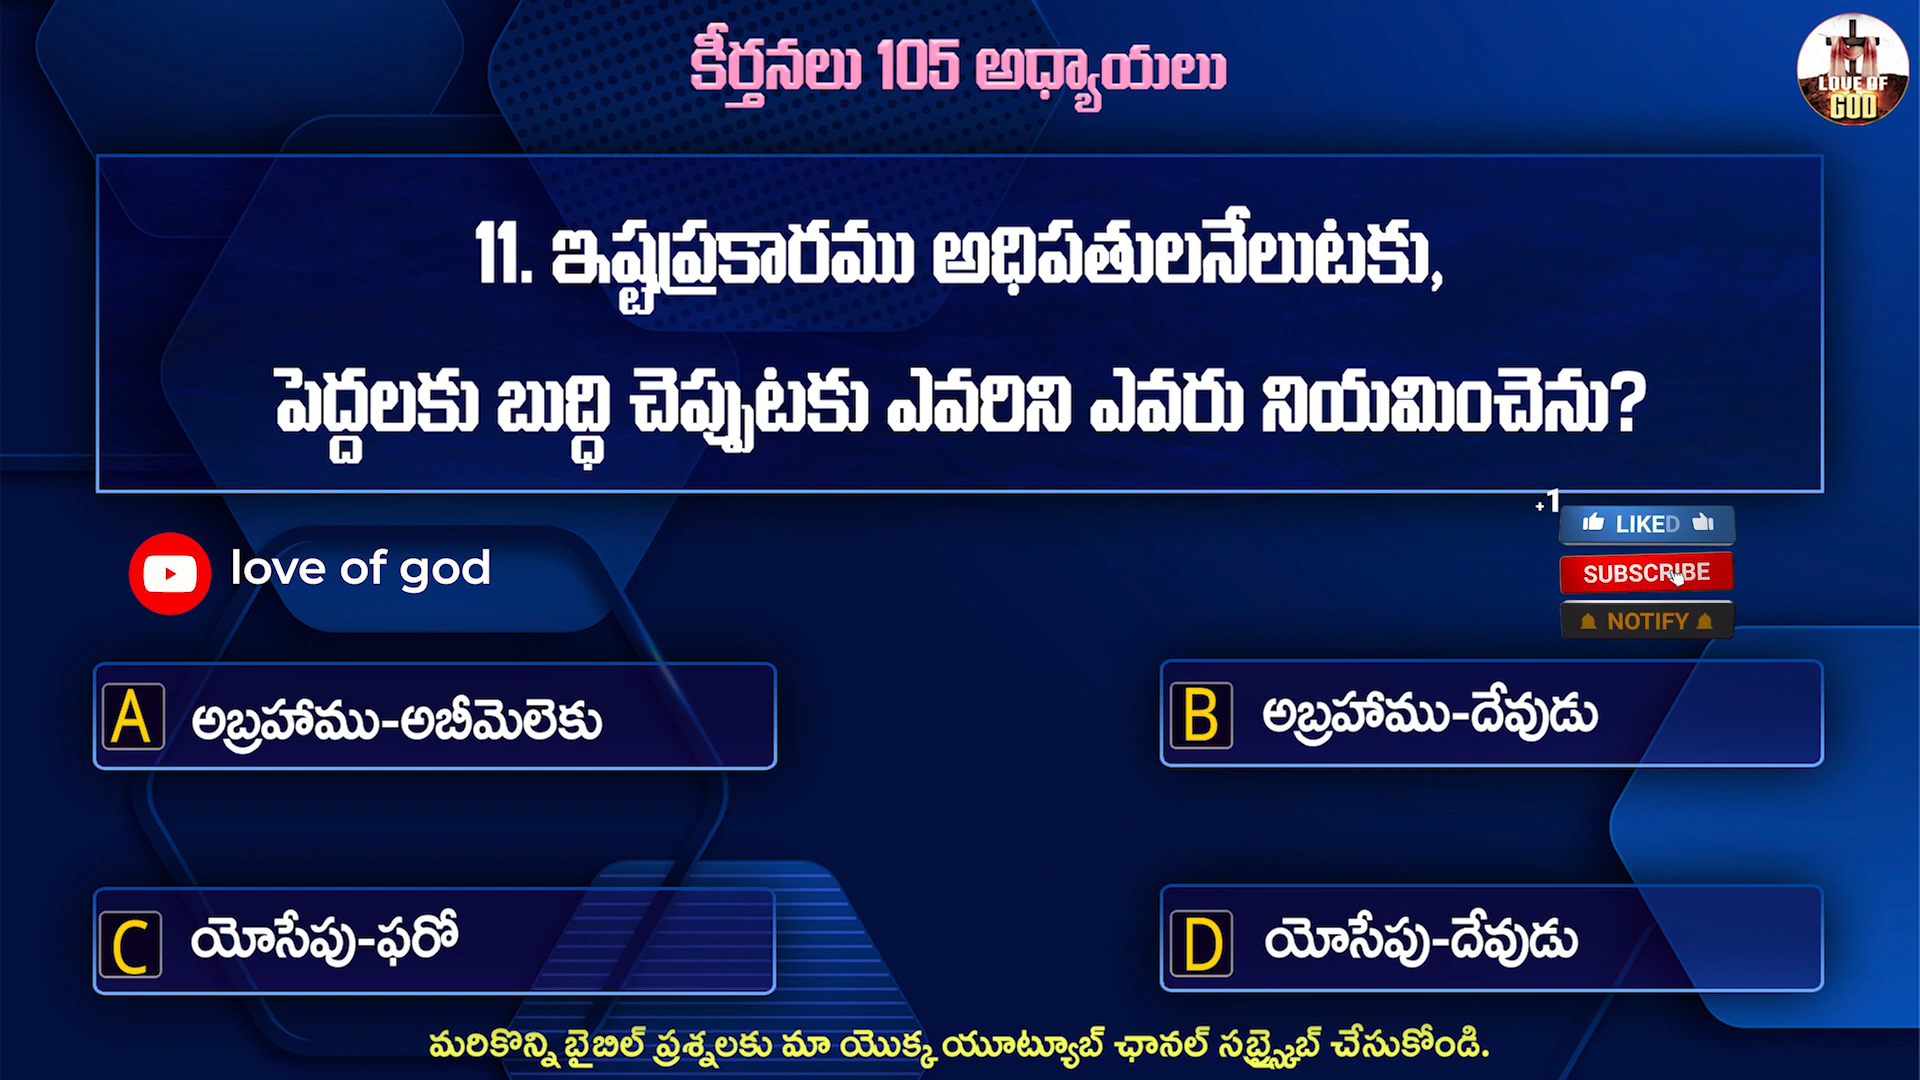 కీర్తనలు 105 అధ్యాయలు
LOVE OF
GOD
11. ఇష్టప్రకారము అధిపతులనేలుటకు,
పెద్దలకు బుద్ధి చెప్పుటకు ఎవరిని ఎవరు నియమించెను?
+1
LIKED
love of god
SUBSCRIBE
NOTIFY
A అబ్రహాము-అబీమెలెకు
B అబ్రహాము-దేవుడు
C యోసేపు-ఫరో
D యోసేపు-దేవుడు
మరికొన్ని బైబిల్ ప్రశ్నలకు మా యొక్క యూట్యూబ్ ఛానల్ సబ్స్క్రైబ్ చేసుకోండి.